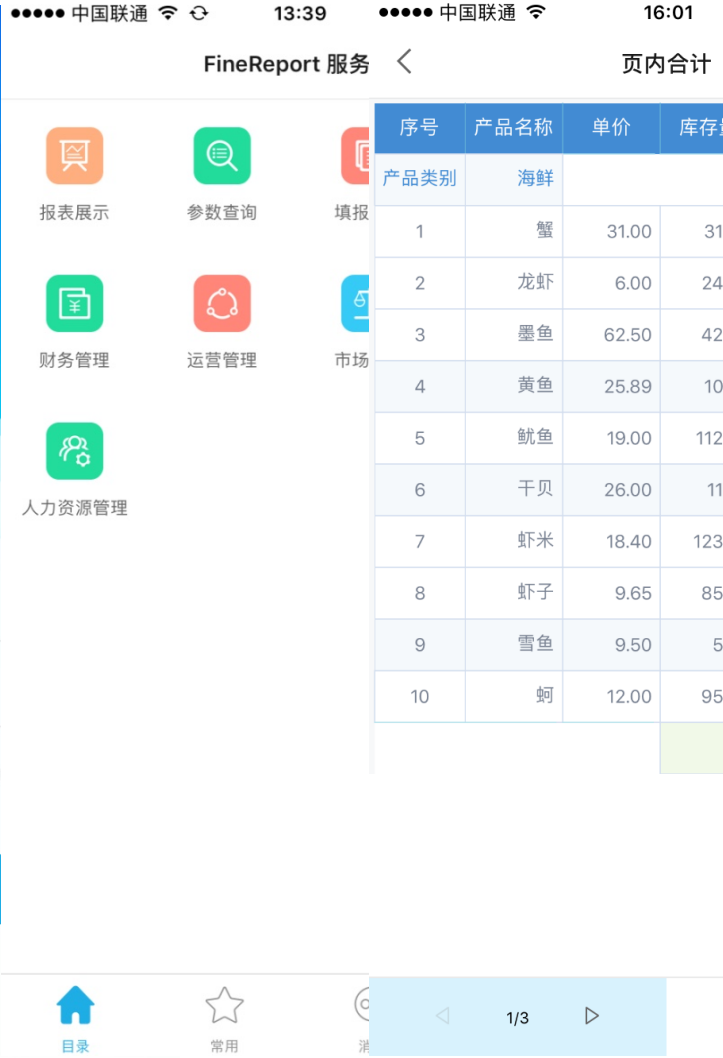 中国联通 13:39
FineReport 服务
报表展示 参数查询 填报
财务管理 运营管理 市场
人力资源管理
目录 常用
中国联通 16:01
页内合计
序号 产品名称 单价 库存
产品类别 海鲜
1 蟹 31.00 31
2 龙虾 6.00 24
3 墨鱼 62.50 42
4 黄鱼 25.89 10
5 鱿鱼 19.00 112
6 干贝 26.00 11
7 虾米 18.40 123
8 虾子 9.65 85
9 雪鱼 9.50 5
10 蚵 12.00 95
1/3